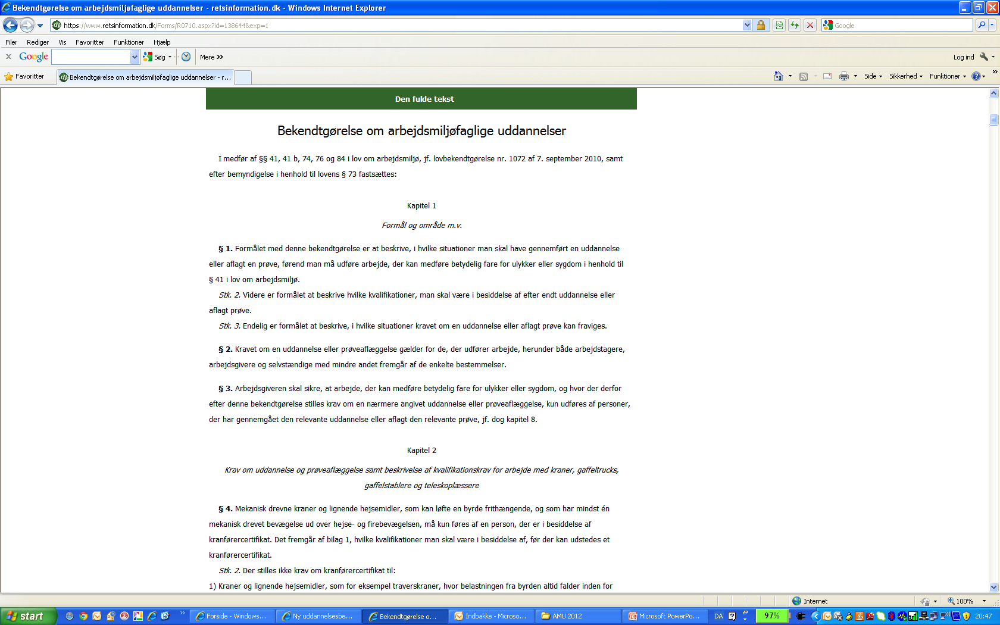 Bekendtgørelse om arbejdsmiljøfaglige uddannelser - retsinformation.dk - Windows Internet Explorer
https://www.retsinformation.dk/Forms/R0710.aspx?id=138644&exp=1
Google
Filer Rediger Vis Favoritter Funktioner Hjælp
x Google Søg Mere >> Log ind
Favoritter Bekendtgørelse om arbejdsmiljøfaglige uddannelser - r... Side Sikkerhed Funktioner >>
Den fulde tekst
Bekendtgørelse om arbejdsmiljøfaglige uddannelser
I medfør af §§ 41, 41 b, 74, 76 og 84 i lov om arbejdsmiljø, jf. lovbekendtgørelse nr. 1072 af 7. september 2010, samt
efter bemyndigelse i henhold til lovens § 73 fastsættes:
Kapitel 1
Formål og område m.v.
§ 1. Formålet med denne bekendtgørelse er at beskrive, i hvilke situationer man skal have gennemført en uddannelse
eller aflagt en prøve, førend man må udføre arbejde, der kan medføre betydelig fare for ulykker eller sygdom i henhold til
§ 41 i lov om arbejdsmiljø.
Stk. 2. Videre er formålet at beskrive hvilke kvalifikationer, man skal være i besiddelse af efter endt uddannelse eller
aflagt prøve.
Stk. 3. Endelig er formålet at beskrive, i hvilke situationer kravet om en uddannelse eller aflagt prøve kan fraviges.
§ 2. Kravet om en uddannelse eller prøveaflæggelse gælder for de, der udfører arbejde, herunder både arbejdstagere,
arbejdsgivere og selvstændige med mindre andet fremgår af de enkelte bestemmelser.
§ 3. Arbejdsgiveren skal sikre, at arbejde, der kan medføre betydelig fare for ulykker eller sygdom, og hvor der derfor
efter denne bekendtgørelse stilles krav om en nærmere angivet uddannelse eller prøveaflæggelse, kun udføres af personer,
der har gennemgået den relevante uddannelse eller aflagt den relevante prøve, jf. dog kapitel 8.
Kapitel 2
Krav om uddannelse og prøveaflæggelse samt beskrivelse af kvalifikationskrav for arbejde med kraner, gaffeltrucks,
gaffelstablere og teleskoplæssere
§ 4. Mekanisk drevne kraner og lignende hejsemidler, som kan løfte en byrde frithængende, og som har mindst én
mekanisk drevet bevægelse ud over hejse- og firebevægelsen, må kun føres af en person, der er i besiddelse af
kranførercertifikat. Det fremgår af bilag 1, hvilke kvalifikationer man skal være i besiddelse af, før der kan udstedes et
kranførercertifikat.
Stk. 2. Der stilles ikke krav om kranførercertifikat til:
1) Kraner og lignende hejsemidler, som for eksempel traverskraner, hvor belastningen fra byrden altid falder inden for
Internet 100%
start >> Forside - Windows... Ny uddannelsesbe... Bekendtgørelse o... Indbakke - Microso... AMU 2012 Microsoft PowerPo... DA 97% 20:47